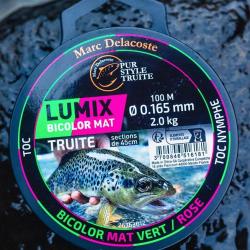 Marc Delacoste
PUR
STYLE
TRUITE
100 M
LUMIX
Ø 0.165 mm
BICOLOR MAT
2.0 kg
TRUITE
sections
de 45cm
TOC
TOC NYMPHE
BICOLOR MAT VERT / ROSE